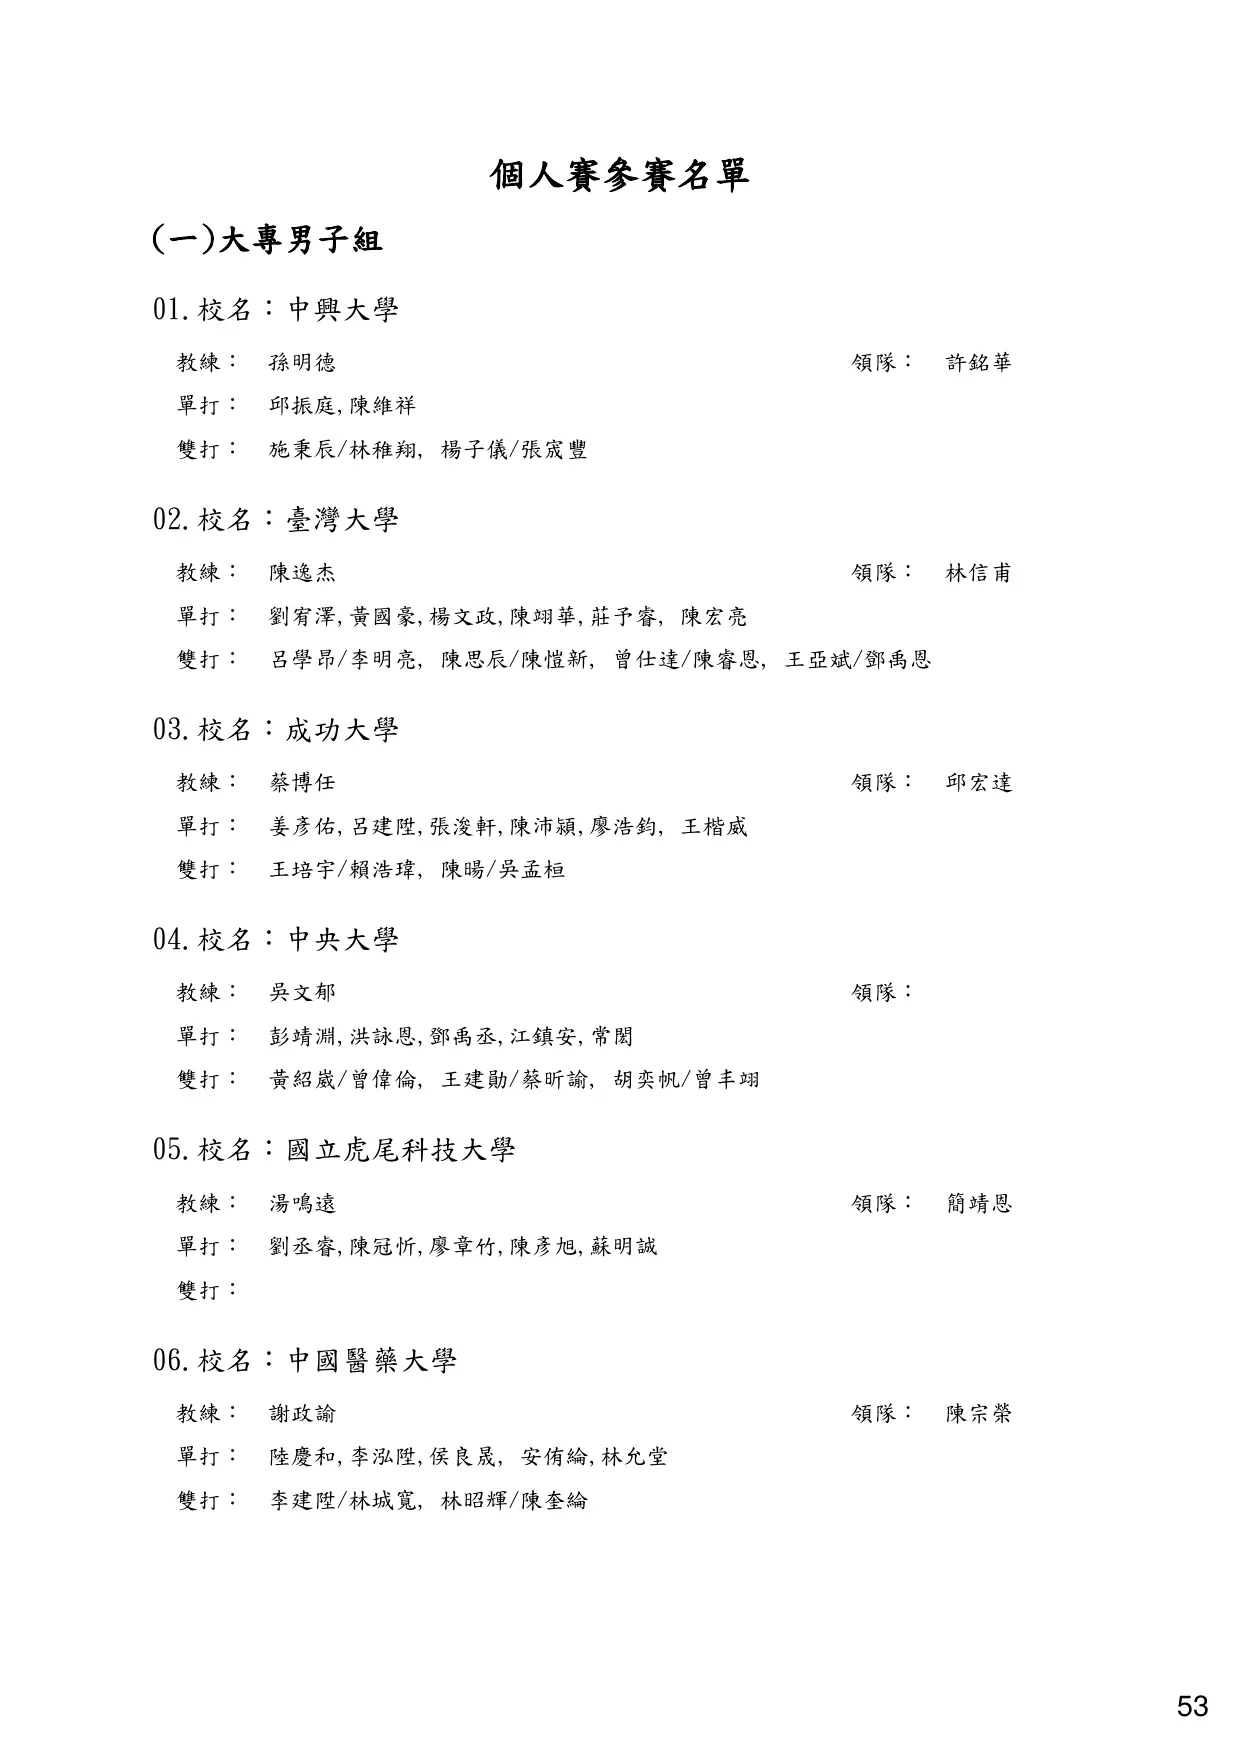 個人賽參賽名單
(一)大專男子組
01.校名：中興大學
教練： 孫明德 領隊： 許銘華
單打： 邱振庭,陳維祥
雙打： 施秉辰/林稚翔, 楊子儀/張宬豐
02.校名：臺灣大學
教練： 陳逸杰 領隊： 林信甫
單打： 劉宥澤,黃國豪,楊文政,陳翊華,莊予睿, 陳宏亮
雙打： 呂學昂/李明亮, 陳思辰/陳愷新, 曾仕達/陳睿恩, 王亞斌/鄧禹恩
03.校名：成功大學
教練： 蔡博任 領隊： 邱宏達
單打： 姜彥佑,呂建陞,張浚軒,陳沛潁,廖浩鈞, 王楷威
雙打： 王培宇/賴浩瑋, 陳暘/吳孟桓
04.校名：中央大學
教練： 吳文郁 領隊：
單打： 彭靖淵,洪詠恩,鄧禹丞,江鎮安,常閎
雙打： 黃紹崴/曾偉倫, 王建勛/蔡昕諭, 胡奕帆/曾丰翊
05.校名：國立虎尾科技大學
教練： 湯鳴遠 領隊： 簡靖恩
單打： 劉丞睿,陳冠忻,廖章竹,陳彥旭,蘇明誠
雙打：
06.校名：中國醫藥大學
教練： 謝政諭 領隊： 陳宗榮
單打： 陸慶和,李泓陞,侯良晟, 安侑綸,林允堂
雙打： 李建陞/林城寬, 林昭輝/陳奎綸
53